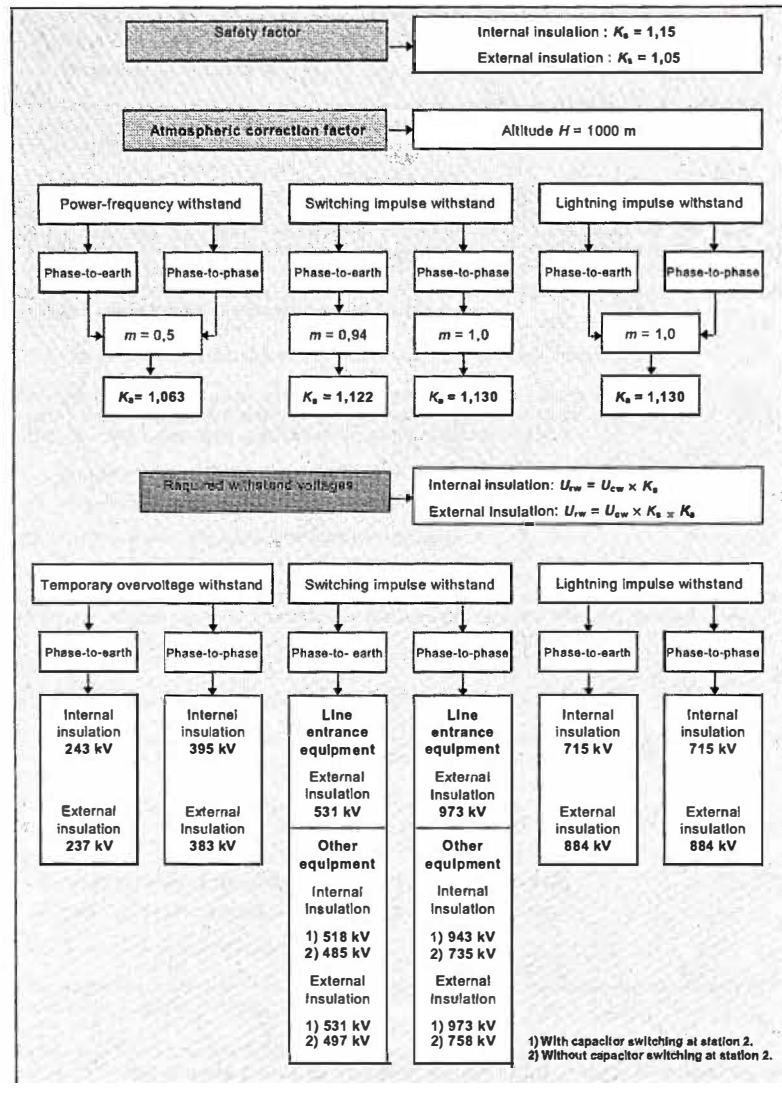 Safety factor
Internal insulation : Ks = 1,15
External insulation : Ks = 1,05
Atmospheric correction factor
Altitude H = 1000 m
Power-frequency withstand
Switching impulse withstand
Lightning impulse withstand
Phase-to-earth
Phase-to-phase
Phase-to-earth
Phase-to-phase
Phase-to-earth
Phase-to-phase
m = 0,5
m = 0,94
m = 1,0
m = 1,0
Ka= 1,063
Ka = 1,122
Ka = 1,130
Ka = 1,130
Required withstand voltages
Internal insulation: Urw = Ucw × Ks
External Insulation: Urw = Ucw × Ks × Ka
Temporary overvoltage withstand
Switching impulse withstand
Lightning impulse withstand
Phase-to-earth
Phase-to-phase
Phase-to- earth
Phase-to-phase
Phase-to-earth
Phase-to-phase
Internal
insulation
243 kV
External
insulation
237 kV
Internel
insulation
395 kV
External
insulation
383 kV
Line
entrance
equipment
External
Insulation
531 kV
Other
equipment
Internal
Insulation
1) 518 kV
2) 485 kV
External
Insulation
1) 531 kV
2) 497 kV
Line
entrance
equipment
External
Insulation
973 kV
Other
equipment
Internal
Insulation
1) 943 kV
2) 735 kV
External
Insulation
1) 973 kV
2) 758 kV
Internal
insulation
715 kV
External
insulation
884 kV
Internal
insulation
715 kV
External
insulation
884 kV
1) With capacitor switching at station 2.
2) Without capacitor switching at station 2.